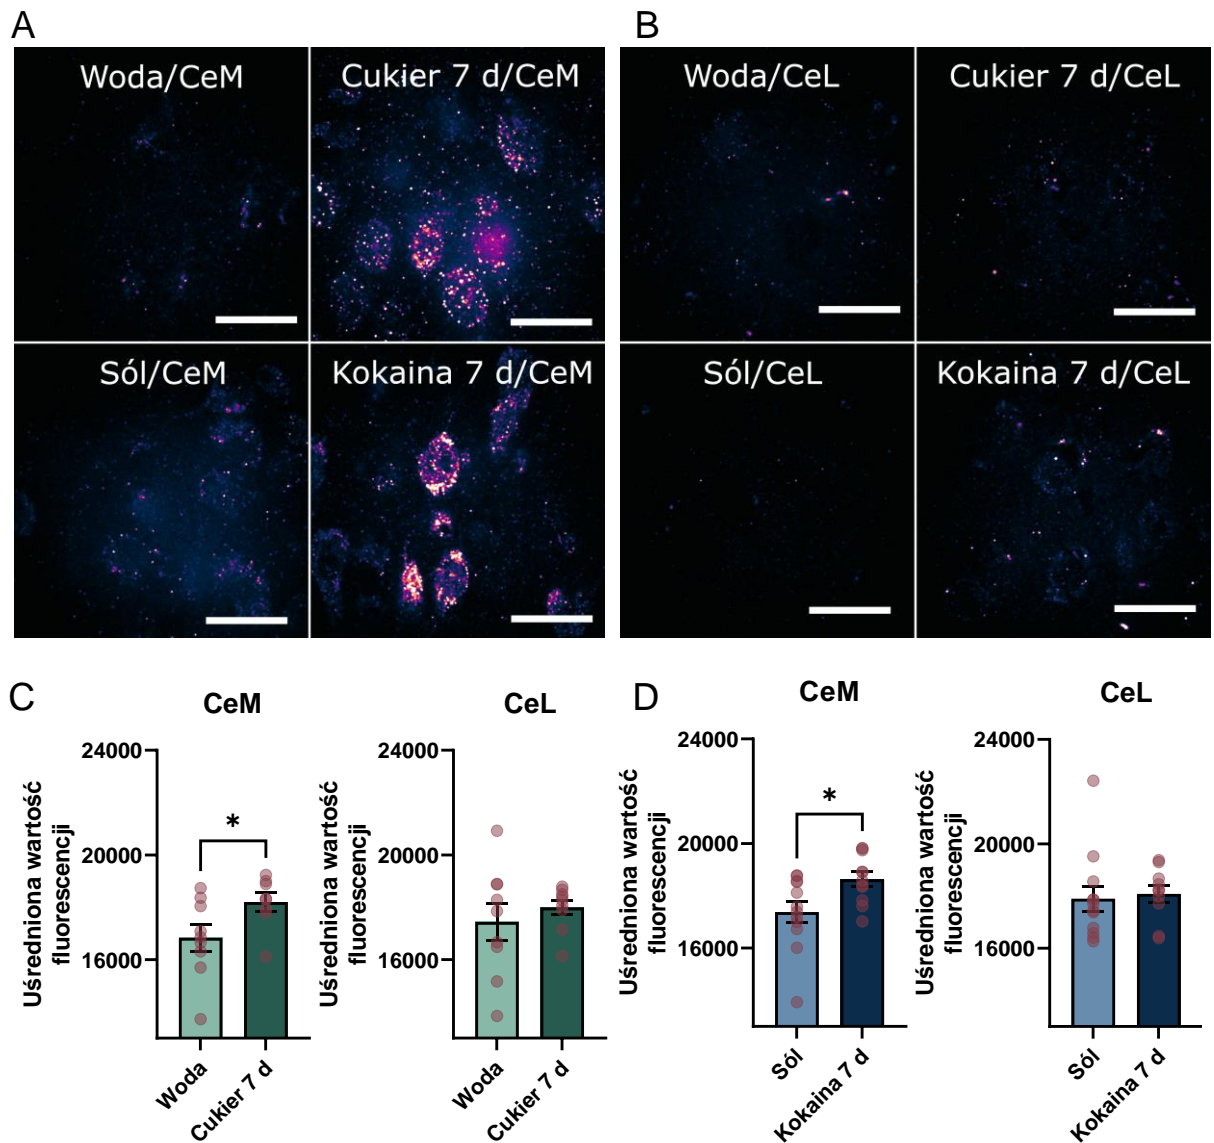 A
B
Woda/CeM
Cukier 7 d/CeM
Woda/CeL
Cukier 7 d/CeL
Sól/CeM
Kokaina 7 d/CeM
Sól/CeL
Kokaina 7 d/CeL
C
CeM
Uśredniona wartość
fluorescencji
24000
20000
16000
*
Woda
Cukier 7 d
CeL
Uśredniona wartość
fluorescencji
24000
20000
16000
Woda
Cukier 7 d
D
CeM
Uśredniona wartość
fluorescencji
24000
20000
16000
*
Sól
Kokaina 7 d
CeL
Uśredniona wartość
fluorescencji
24000
20000
16000
Sól
Kokaina 7 d